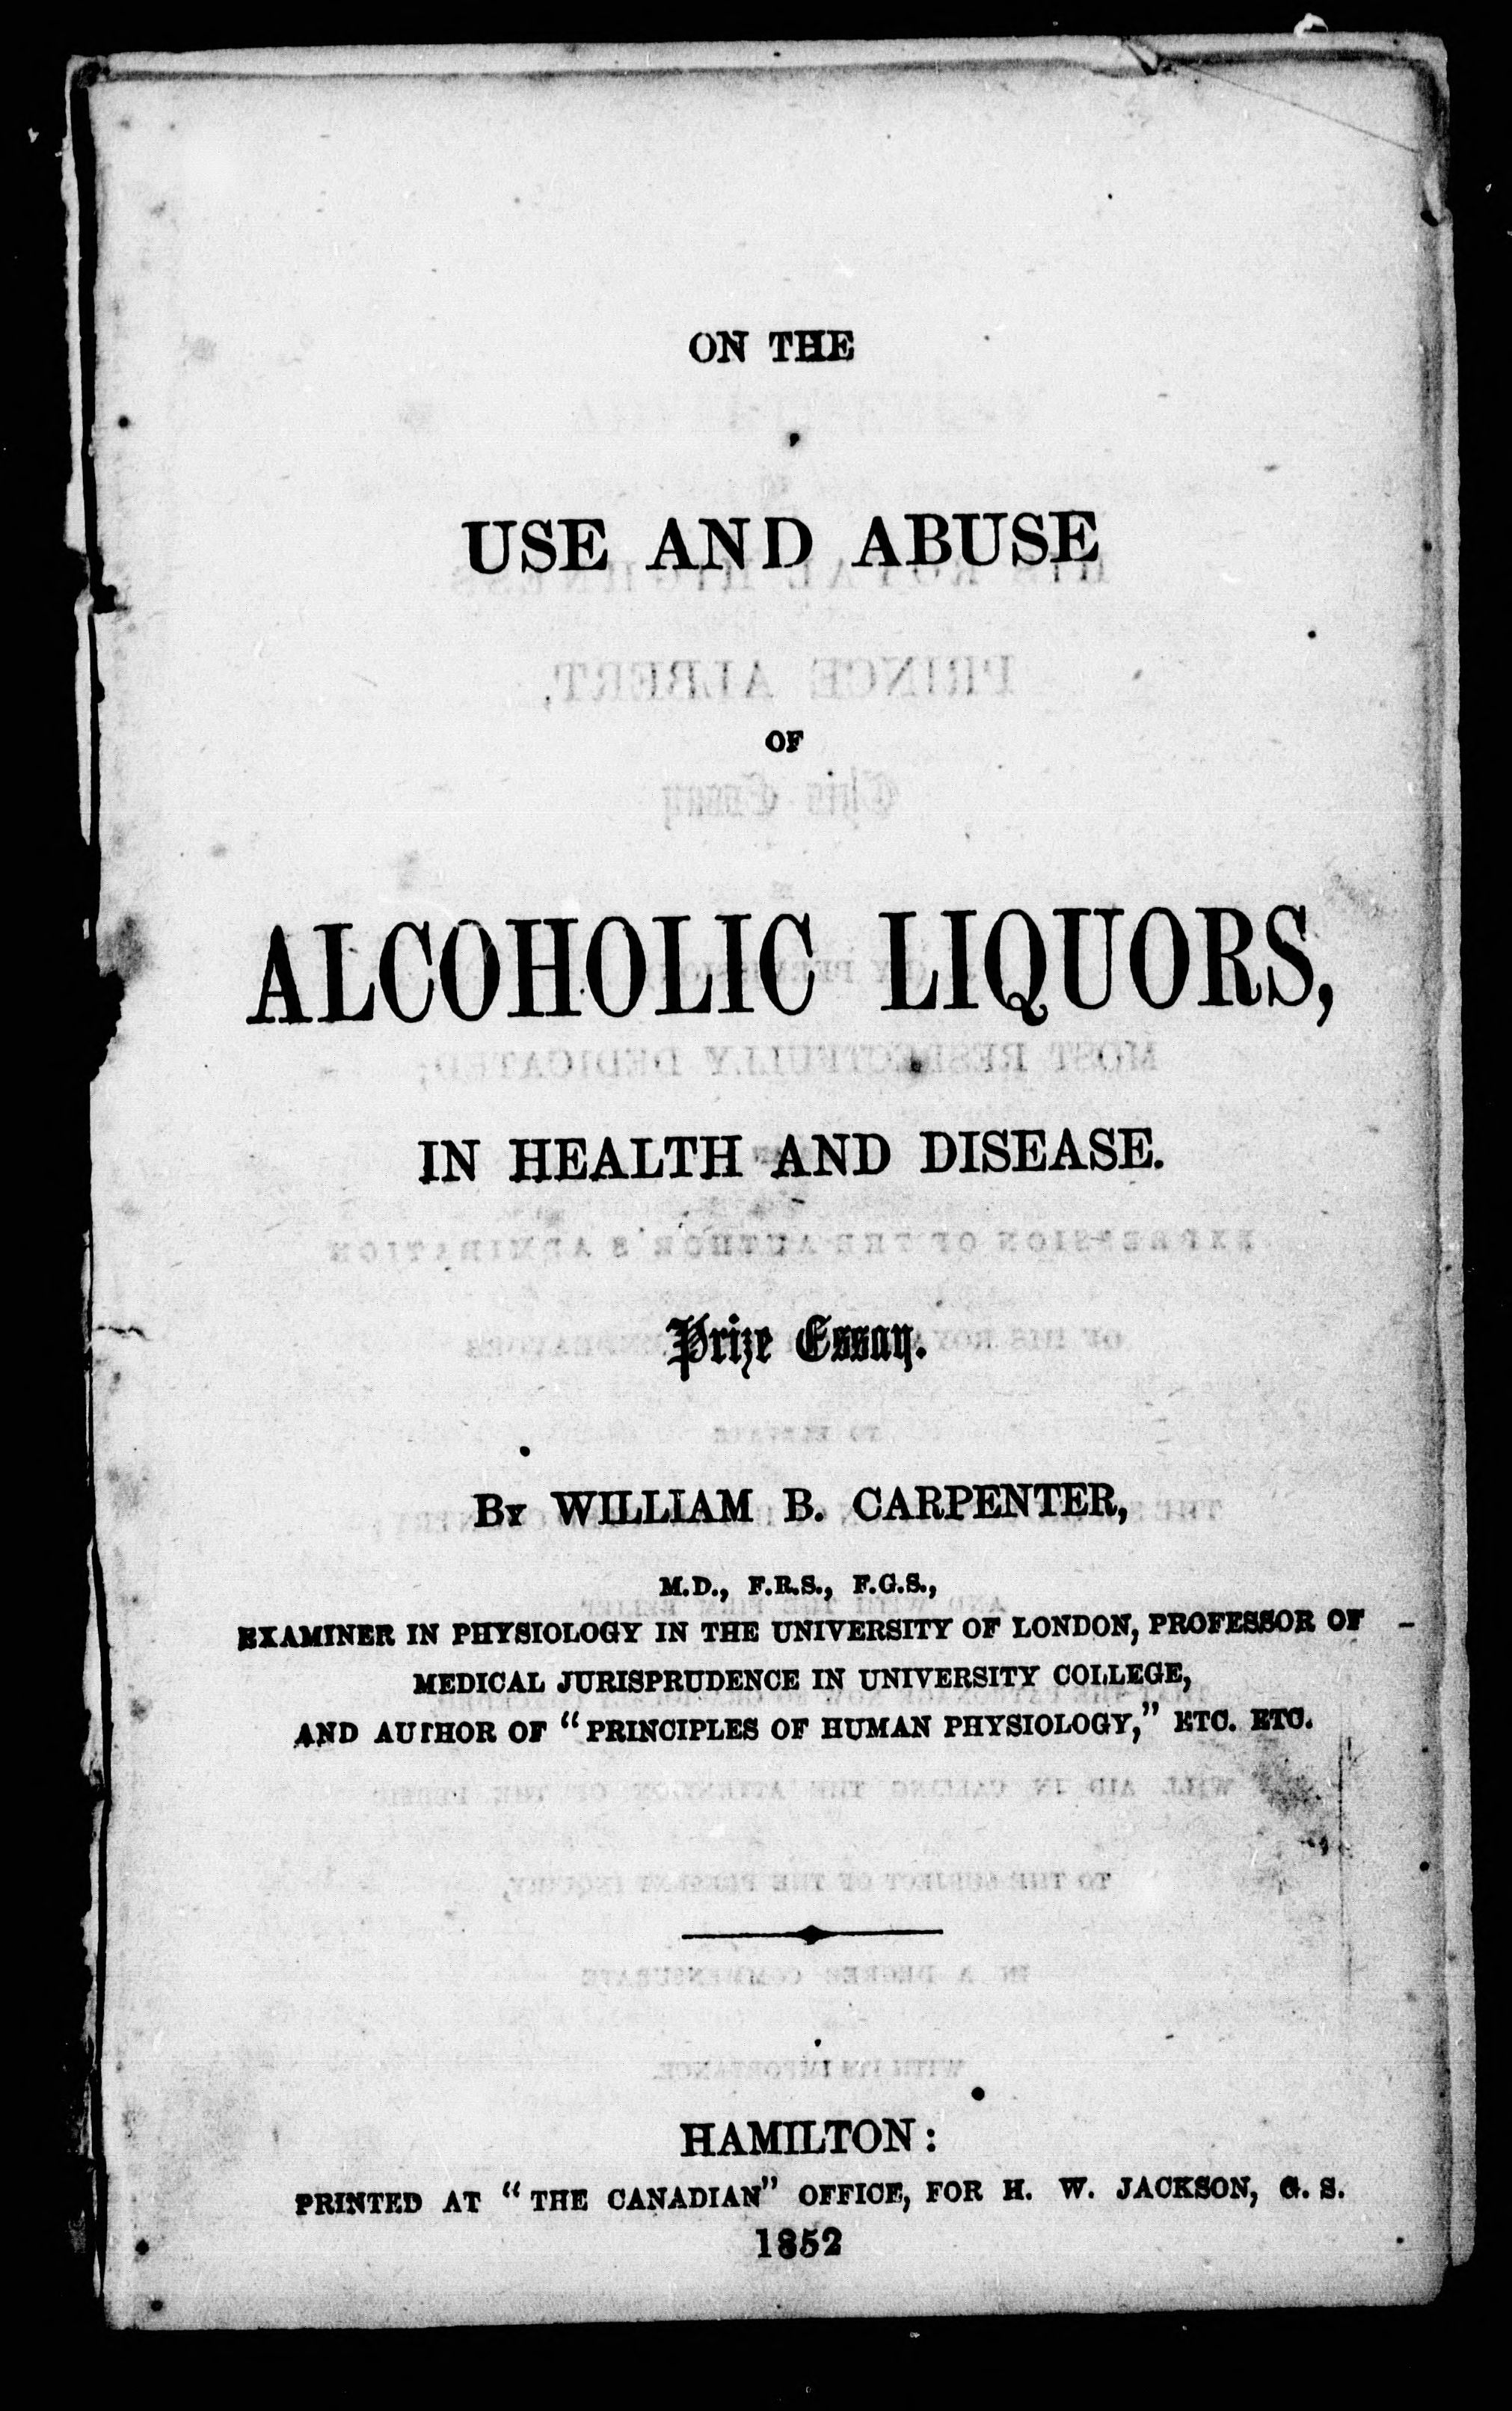 ON THE
USE AND ABUSE
OF
ALCOHOLIC LIQUORS,
IN HEALTH AND DISEASE.
Prize Essay.
By WILLIAM B. CARPENTER,
M.D., F.R.S., F.G.S.,
EXAMINER IN PHYSIOLOGY IN THE UNIVERSITY OF LONDON, PROFESSOR OF
MEDICAL JURISPRUDENCE IN UNIVERSITY COLLEGE,
AND AUTHOR OF "PRINCIPLES OF HUMAN PHYSIOLOGY," ETC. ETC.
HAMILTON:
PRINTED AT "THE CANADIAN" OFFICE, FOR H. W. JACKSON, G. S.
1852